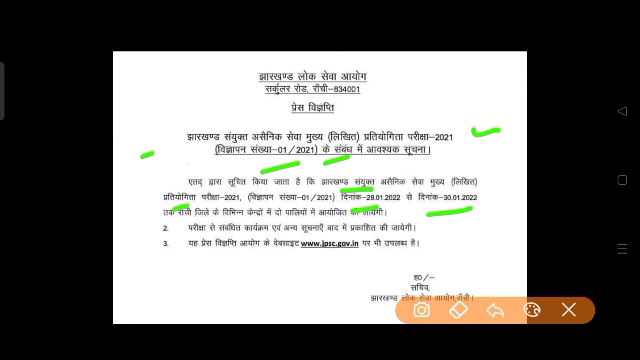 झारखण्ड लोक सेवा आयोग
सर्कुलर रोड, राँची-834001
प्रेस विज्ञप्ति
झारखण्ड संयुक्त असैनिक सेवा मुख्य (लिखित) प्रतियोगिता परीक्षा-2021
(विज्ञापन संख्या-01/2021) के संबंध में आवश्यक सूचना।
एतद् द्वारा सूचित किया जाता है कि झारखण्ड संयुक्त असैनिक सेवा मुख्य (लिखित)
प्रतियोगिता परीक्षा-2021, (विज्ञापन संख्या-01/2021) दिनांक-28.01.2022 से दिनांक-30.01.2022
तक राँची जिले के विभिन्न केन्द्रों में दो पालियों में आयोजित की जायेगी।
2. परीक्षा से संबंधित कार्यक्रम एवं अन्य सूचनाएँ बाद में प्रकाशित की जायेगी।
3. यह प्रेस विज्ञप्ति आयोग के वेबसाइट www.jpsc.gov.in पर भी उपलब्ध है।
ह0/-
सचिव,
झारखण्ड लोक सेवा आयोग, राँची।